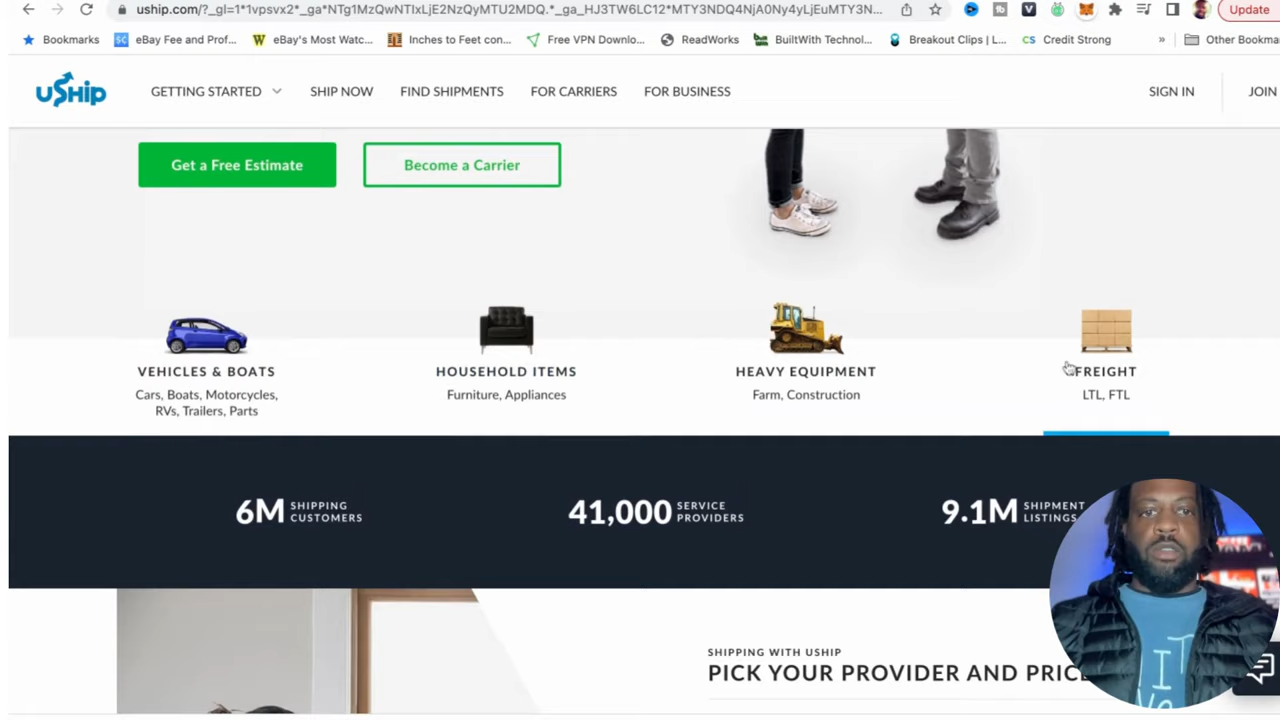 uship.com/?_gl=1*1vpsvx2*_ga*NTg1MzQwNTIxLjE2NzQyMTU2MDQ.*_ga_HJ3TW6LC12*MTY3NDQ4NjA0Ny4yLjEuMTY3N...
Update
Bookmarks
eBay Fee and Prof...
eBay's Most Watc...
Inches to Feet con...
Free VPN Downlo...
ReadWorks
BuiltWith Technol...
Breakout Clips | L...
CS Credit Strong
»
Other Bookma
uShip
GETTING STARTED
SHIP NOW
FIND SHIPMENTS
FOR CARRIERS
FOR BUSINESS
SIGN IN
JOIN
Get a Free Estimate
Become a Carrier
VEHICLES & BOATS
Cars, Boats, Motorcycles,
RVs, Trailers, Parts
HOUSEHOLD ITEMS
Furniture, Appliances
HEAVY EQUIPMENT
Farm, Construction
FREIGHT
LTL, FTL
6M SHIPPING
CUSTOMERS
41,000 SERVICE
PROVIDERS
9.1M SHIPMENT
LISTINGS
SHIPPING WITH USHIP
PICK YOUR PROVIDER AND PRICE